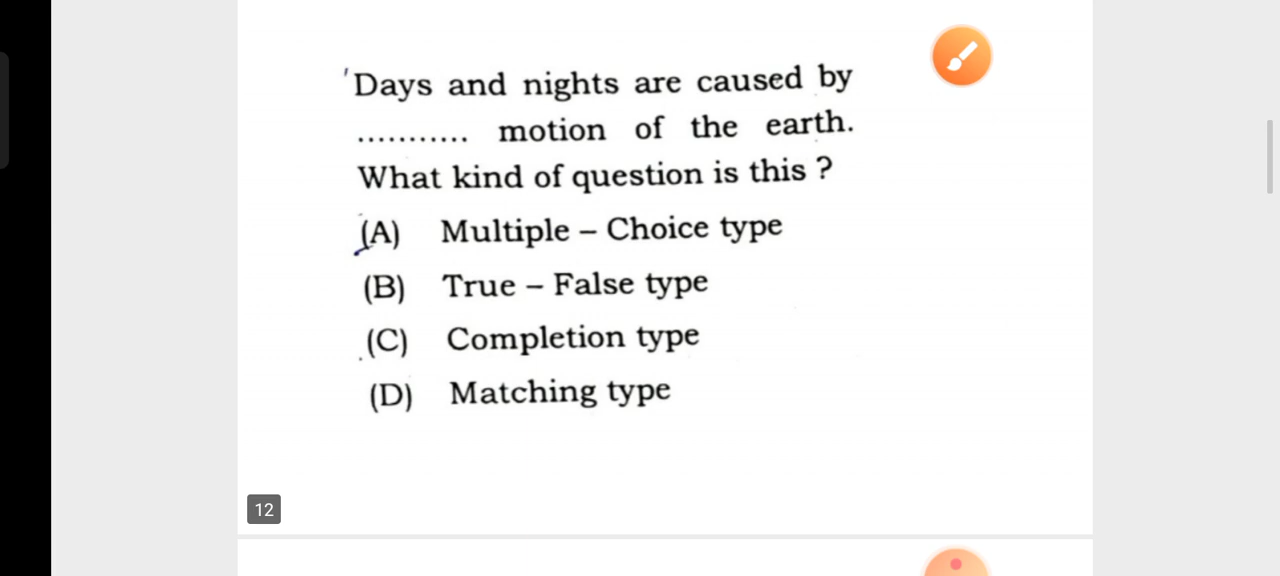 'Days and nights are caused by
........... motion of the earth.
What kind of question is this ?
(A) Multiple – Choice type
(B) True – False type
(C) Completion type
(D) Matching type
12